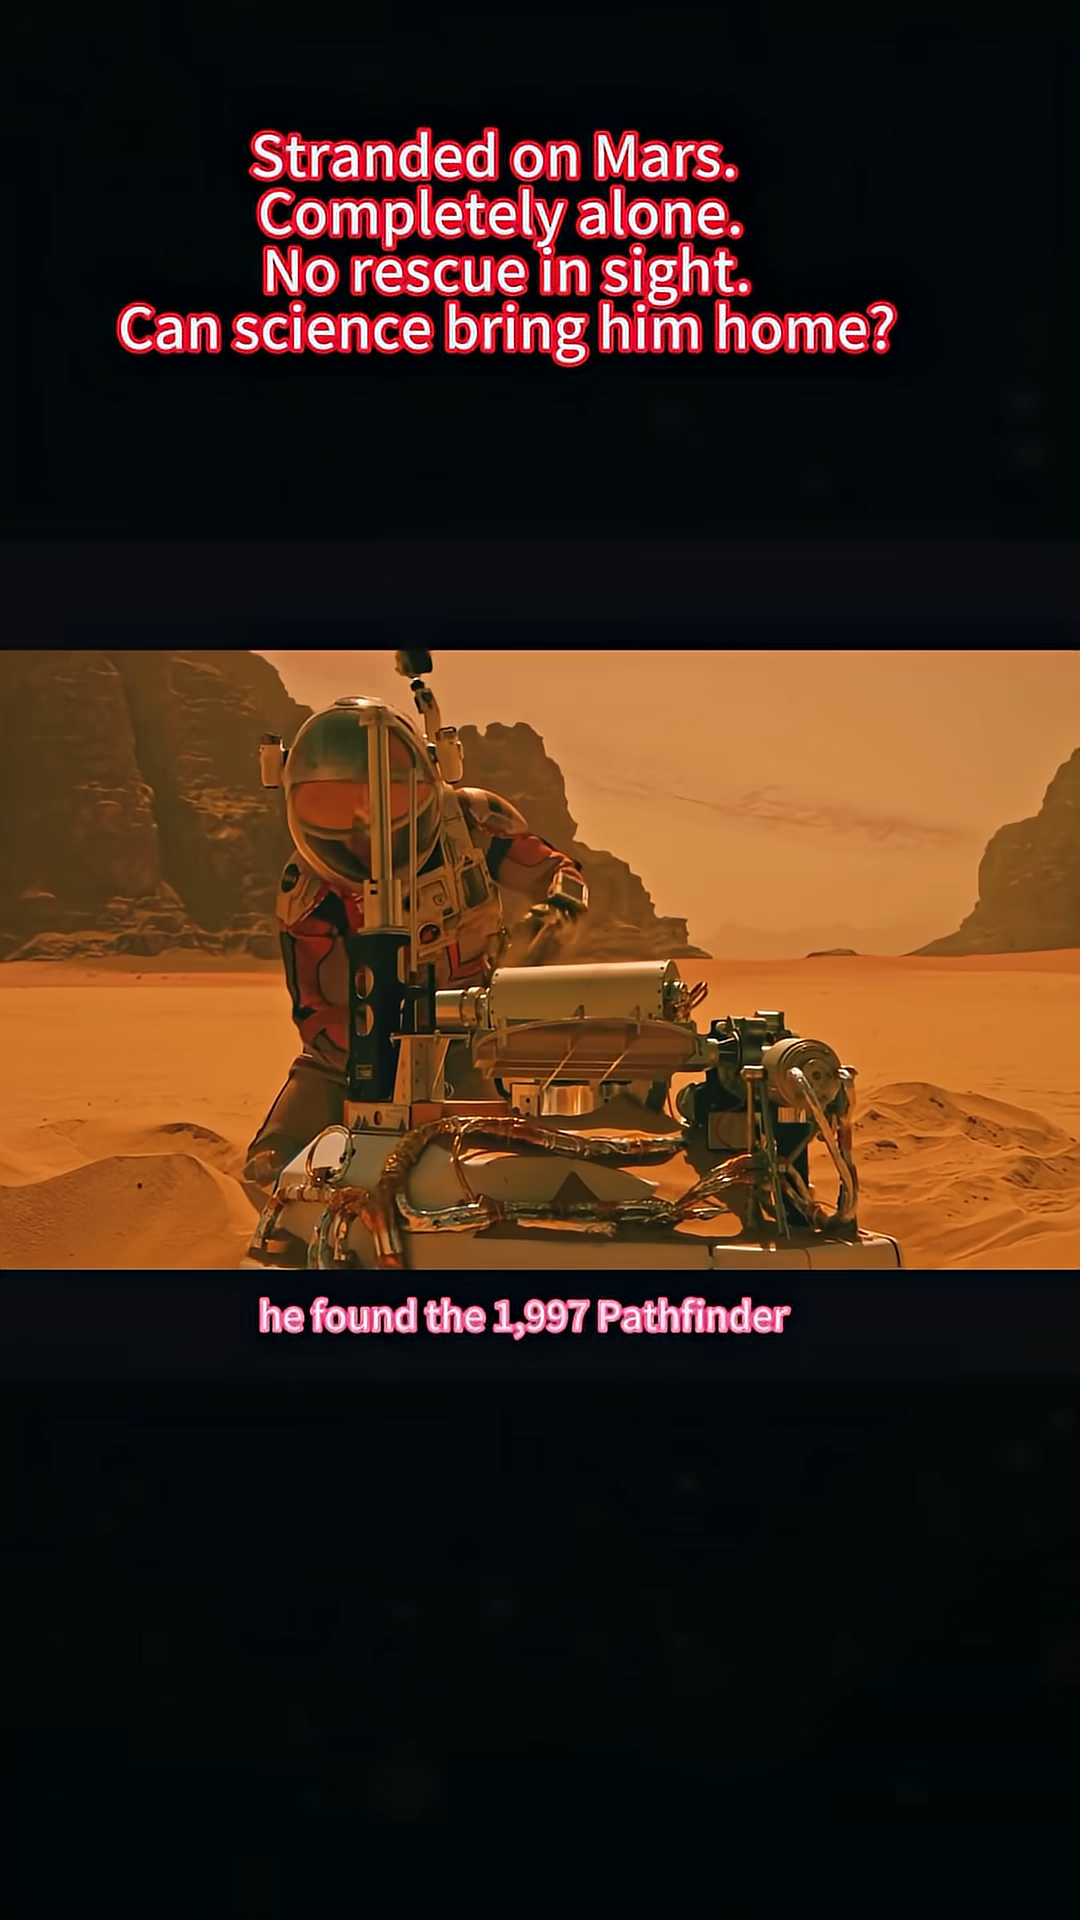 Stranded on Mars.
Completely alone.
No rescue in sight.
Can science bring him home?
he found the 1,997 Pathfinder